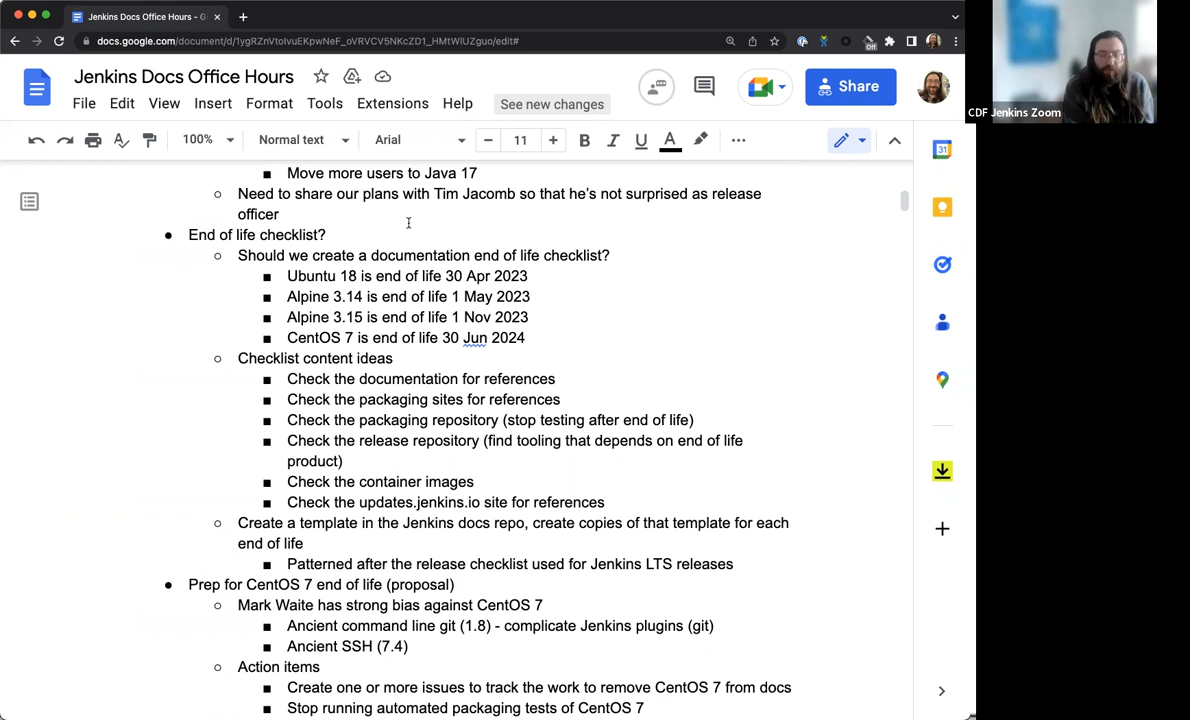 Jenkins Docs Office Hours - G
docs.google.com/document/d/1ygRZnVtoIvuEKpwNeF_oVRVCV5NKcZD1_HMtWlUZguo/edit#
Off
Jenkins Docs Office Hours
File Edit View Insert Format Tools Extensions Help
See new changes
Share
CDF Jenkins Zoom
100% Normal text Arial 11 B I U A
31
Move more users to Java 17
Need to share our plans with Tim Jacomb so that he's not surprised as release
officer
End of life checklist?
Should we create a documentation end of life checklist?
Ubuntu 18 is end of life 30 Apr 2023
Alpine 3.14 is end of life 1 May 2023
Alpine 3.15 is end of life 1 Nov 2023
CentOS 7 is end of life 30 Jun 2024
Checklist content ideas
Check the documentation for references
Check the packaging sites for references
Check the packaging repository (stop testing after end of life)
Check the release repository (find tooling that depends on end of life
product)
Check the container images
Check the updates.jenkins.io site for references
Create a template in the Jenkins docs repo, create copies of that template for each
end of life
Patterned after the release checklist used for Jenkins LTS releases
Prep for CentOS 7 end of life (proposal)
Mark Waite has strong bias against CentOS 7
Ancient command line git (1.8) - complicate Jenkins plugins (git)
Ancient SSH (7.4)
Action items
Create one or more issues to track the work to remove CentOS 7 from docs
Stop running automated packaging tests of CentOS 7